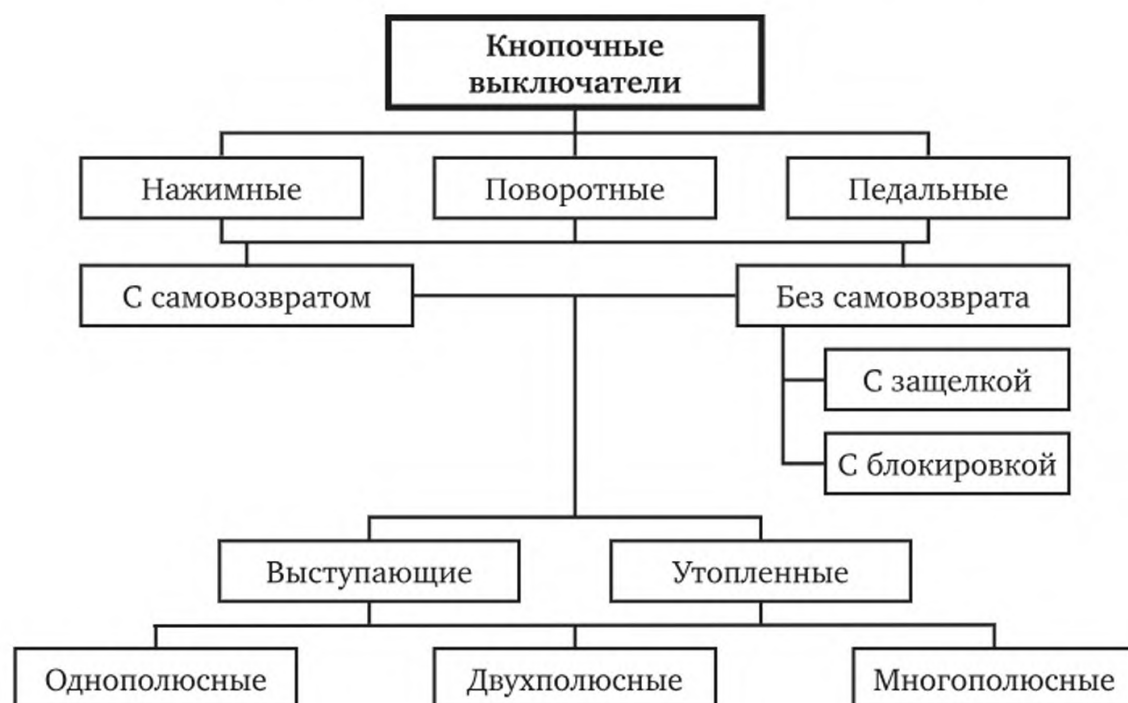 Кнопочные
выключатели
Нажимные
Поворотные
Педальные
С самовозвратом
Без самовозврата
С защелкой
С блокировкой
Выступающие
Утопленные
Однополюсные
Двухполюсные
Многополюсные